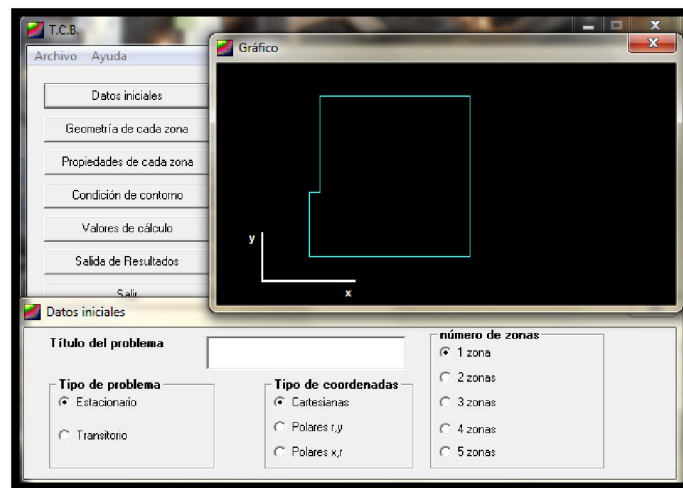 T.C.B.
Archivo Ayuda
Datos iniciales
Geometría de cada zona
Propiedades de cada zona
Condición de contorno
Valores de cálculo
Salida de Resultados
Salir
Gráfico
y
x
Datos iniciales
Título del problema
Tipo de problema
Estacionario
Transitorio
Tipo de coordenadas
Cartesianas
Polares r,y
Polares x,r
número de zonas
1 zona
2 zonas
3 zonas
4 zonas
5 zonas